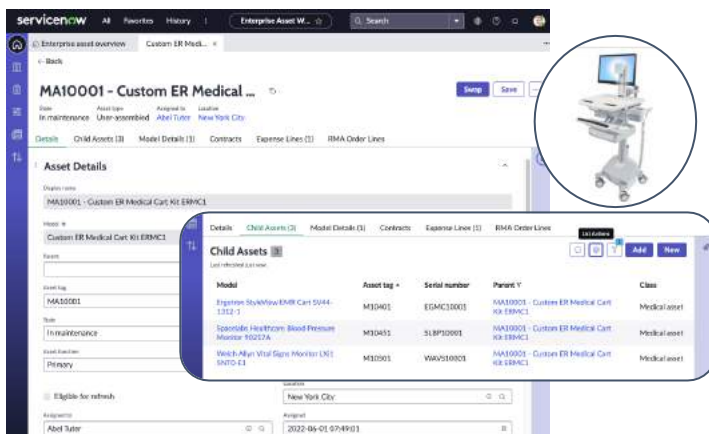 servicenow All Favorites History Enterprise Asset W... Search
Enterprise asset overview Custom ER Medi...
Back
MA10001 - Custom ER Medical ... Swap Save
State Asset type Assigned to Location
In maintenance User-assembled Abel Tuter New York City
Details Child Assets (3) Model Details (1) Contracts Expense Lines (1) RMA Order Lines
Asset Details
Display name
MA10001 - Custom ER Medical Cart Kit ERMC1
Model
Custom ER Medical Cart Kit ERMC1
Parent
Asset tag
MA10001
State
In maintenance
Asset function
Primary
Eligible for refresh
Location
New York City
Assigned to
Abel Tuter
Assigned
2022-06-01 07:49:01
Details Child Assets (3) Model Details (1) Contracts Expense Lines (1) RMA Order Lines
List Actions
Child Assets 3 Add New
Last refreshed just now.
Model Asset tag Serial number Parent Class
Ergotron StyleView EMR Cart SV44-
1312-1
M10401 EGMC10001 MA10001 - Custom ER Medical Cart
Kit ERMC1
Medical asset
Spacelabs Healthcare Blood Pressure
Monitor 90217A
M10451 SLBP10001 MA10001 - Custom ER Medical Cart
Kit ERMC1
Medical asset
Welch Allyn Vital Signs Monitor LXi
M10501 WAVS10001 MA10001 - Custom ER Medical Cart
Kit ERMC1
Medical asset